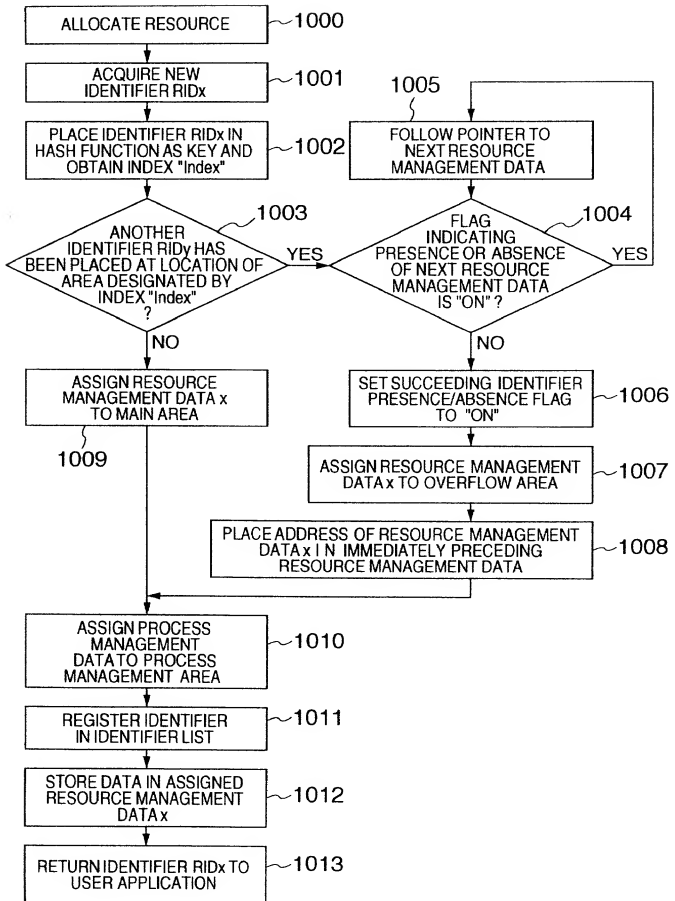 ALLOCATE RESOURCE
1000
ACQUIRE NEW
IDENTIFIER RIDx
1001
PLACE IDENTIFIER RIDx IN
HASH FUNCTION AS KEY AND
OBTAIN INDEX "Index"
1002
ANOTHER
IDENTIFIER RIDy HAS
BEEN PLACED AT LOCATION OF
AREA DESIGNATED BY
INDEX "Index"
?
1003
YES
NO
1005
FOLLOW POINTER TO
NEXT RESOURCE
MANAGEMENT DATA
FLAG
INDICATING
PRESENCE OR ABSENCE
OF NEXT RESOURCE
MANAGEMENT DATA
IS "ON" ?
1004
YES
NO
ASSIGN RESOURCE
MANAGEMENT DATA x
TO MAIN AREA
1009
SET SUCCEEDING IDENTIFIER
PRESENCE/ABSENCE FLAG
TO "ON"
1006
ASSIGN RESOURCE MANAGEMENT
DATA x TO OVERFLOW AREA
1007
PLACE ADDRESS OF RESOURCE MANAGEMENT
DATA x I N IMMEDIATELY PRECEDING
RESOURCE MANAGEMENT DATA
1008
ASSIGN PROCESS
MANAGEMENT
DATA TO PROCESS
MANAGEMENT AREA
1010
REGISTER IDENTIFIER
IN IDENTIFIER LIST
1011
STORE DATA IN ASSIGNED
RESOURCE MANAGEMENT
DATA x
1012
RETURN IDENTIFIER RIDx TO
USER APPLICATION
1013